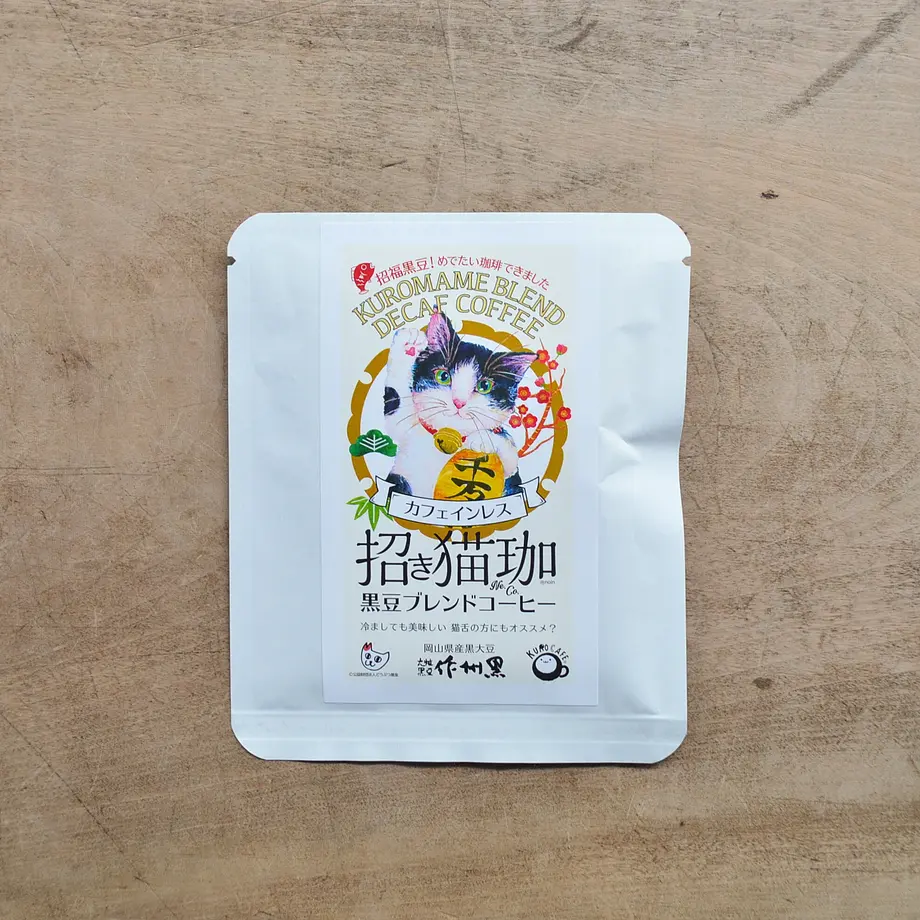 招福黒豆!めでたい珈琲できました
KUROMAME BLEND
DECAF COFFEE
カフェインレス
招き猫珈
Ne. Co.
黒豆ブレンドコーヒー
冷ましても美味しい 猫舌の方にもオススメ?
岡山県産黒大豆
作州黒
KURO CAFE